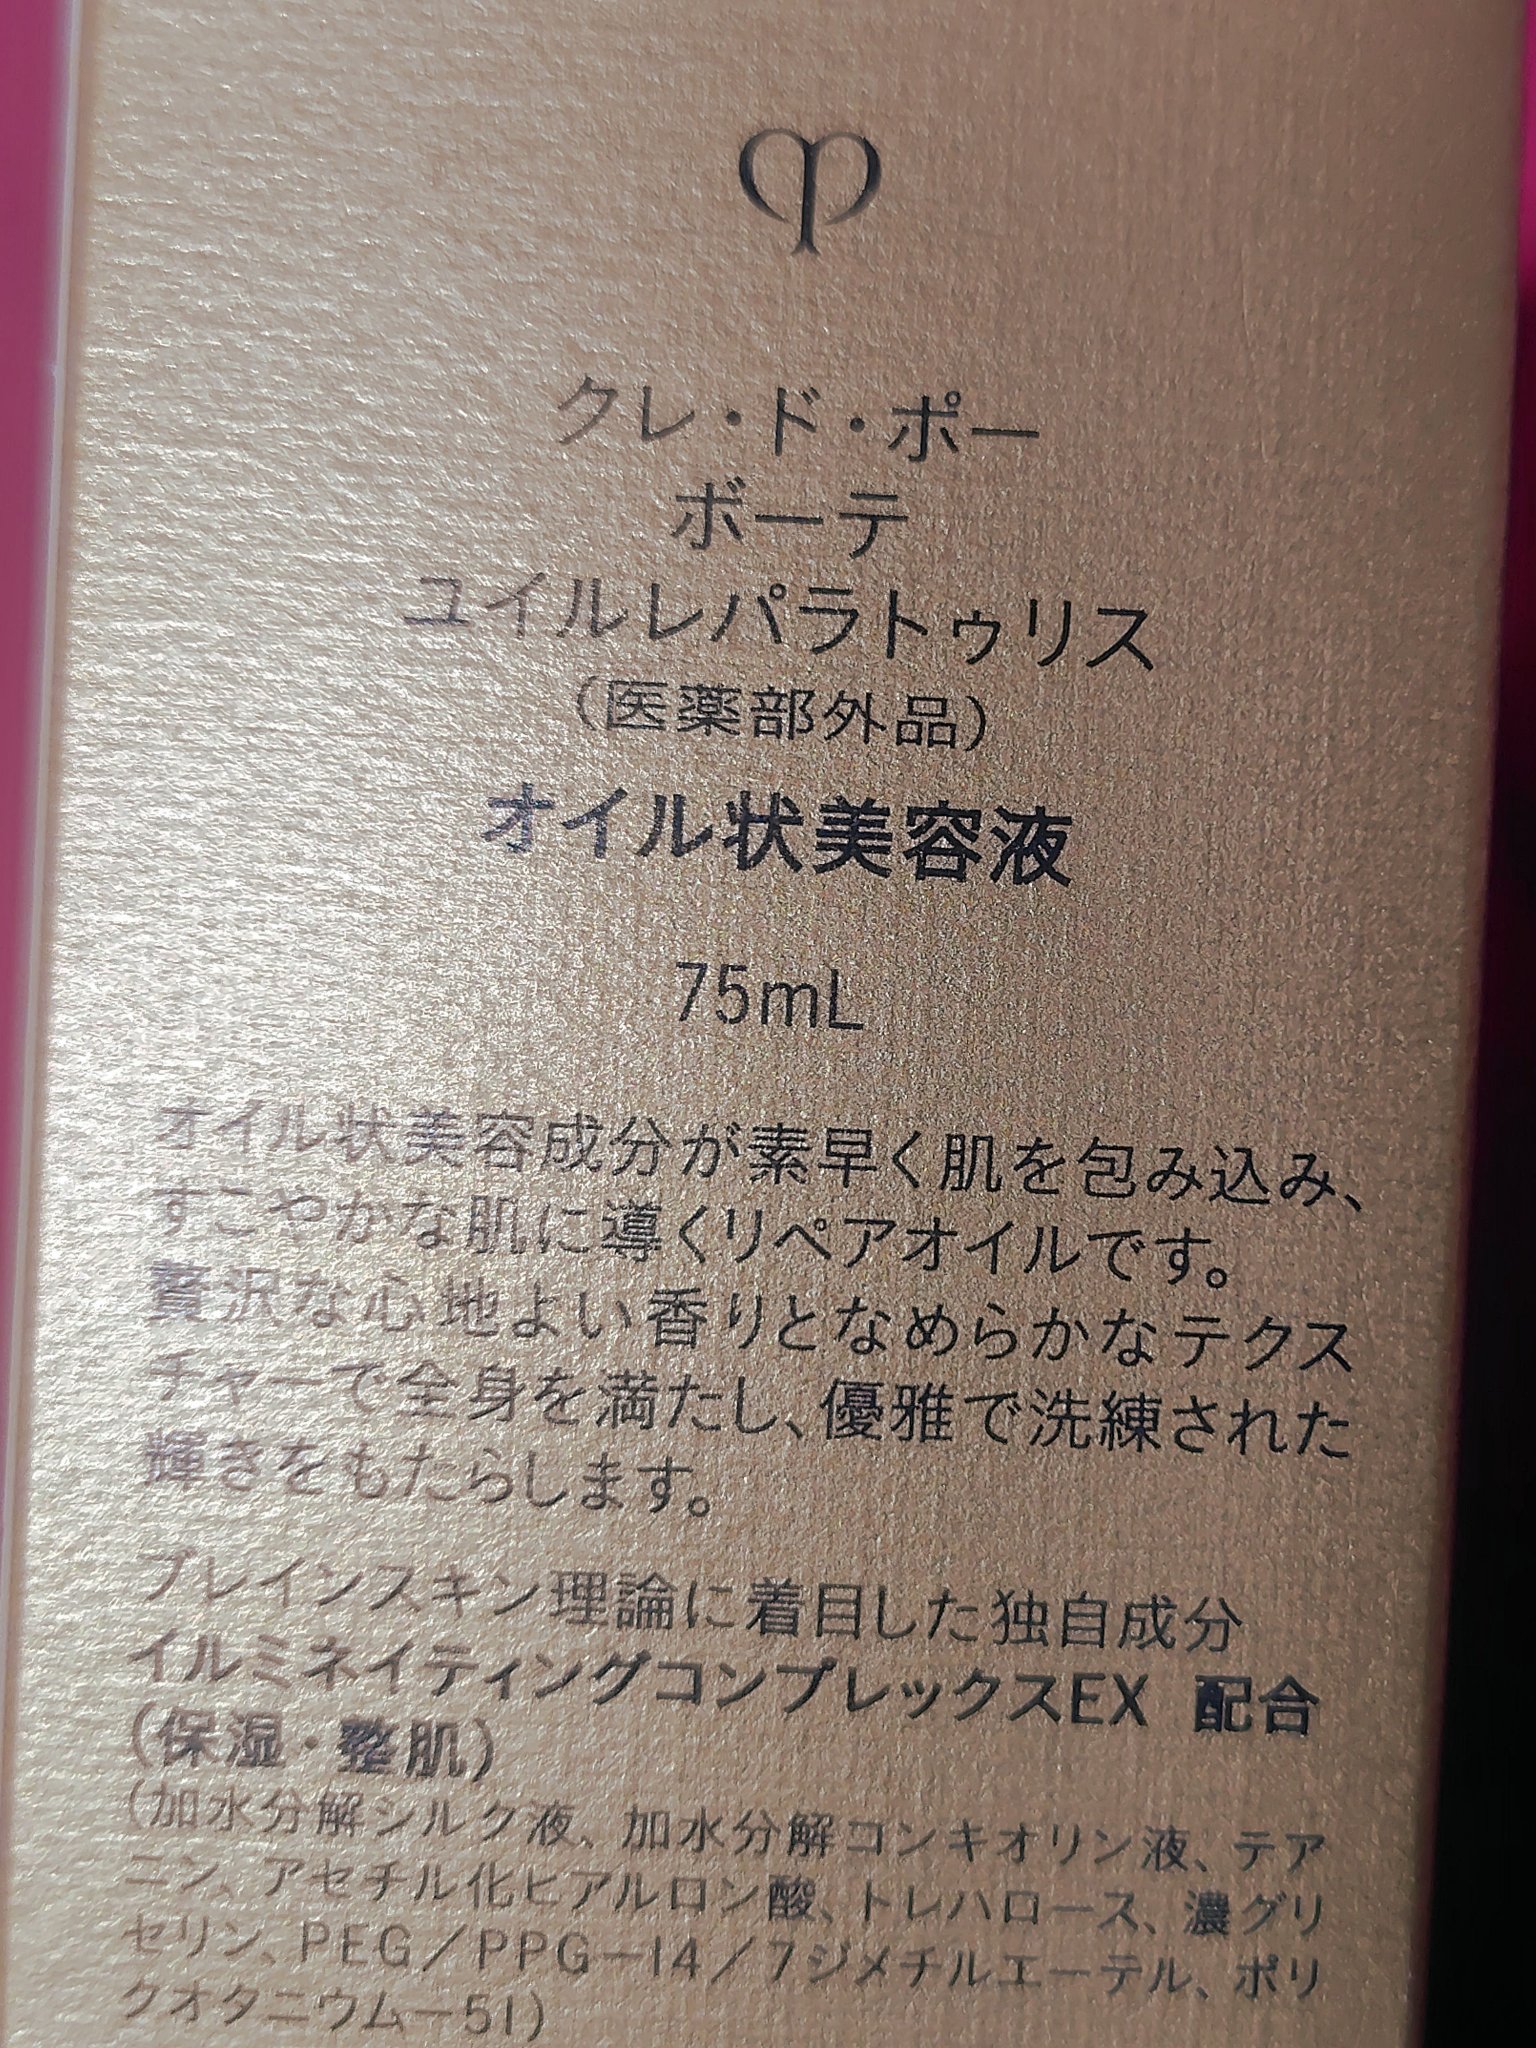 クレ・ド・ポー
ボーテ
ユイルレパラトゥリス
(医薬部外品)
オイル状美容液
75mL
オイル状美容成分が素早く肌を包み込み、
すこやかな肌に導くリペアオイルです。
贅沢な心地よい香りとなめらかなテクス
チャーで全身を満たし、優雅で洗練された
輝きをもたらします。
ブレインスキン理論に着目した独自成分
イルミネイティングコンプレックスEX 配合
(保湿・整肌)
(加水分解シルク液、加水分解コンキオリン液、テア
ニン、アセチル化ヒアルロン酸、トレハロース、濃グリ
セリン、PEG/PPG-14/7ジメチルエーテル、ポリ
クオタニウム-51)